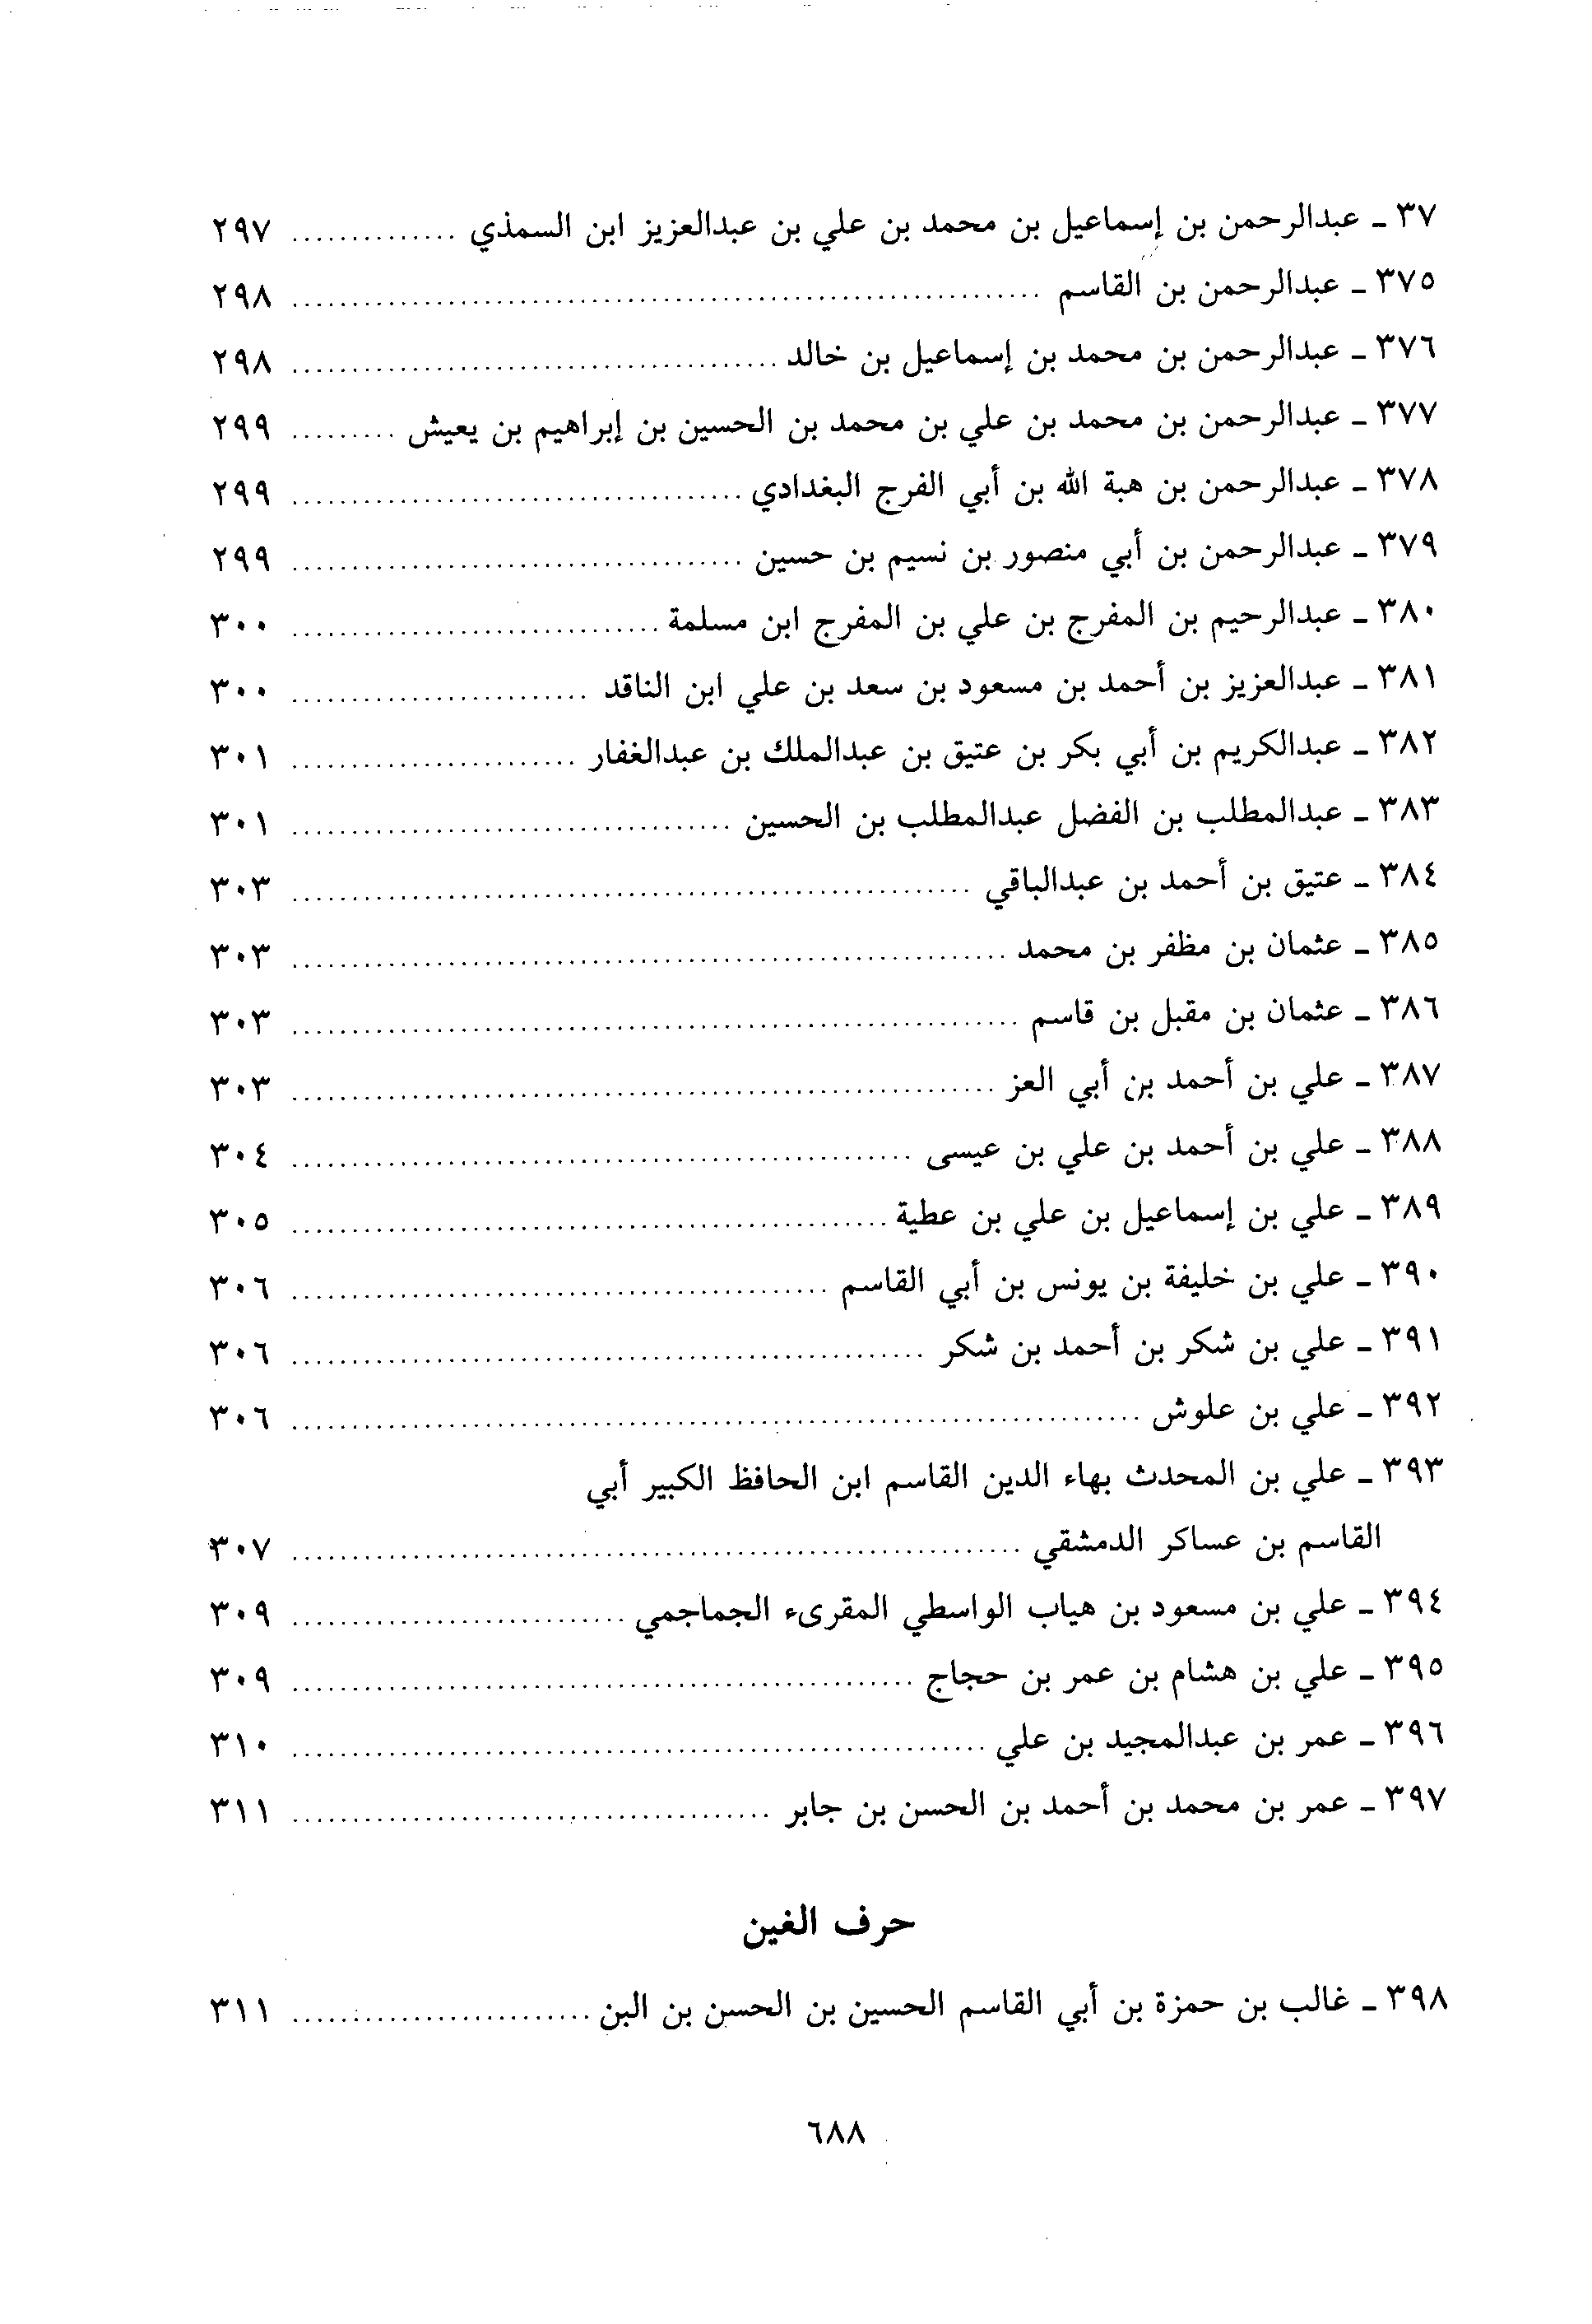 ٣٧ ـ عبدالرحمن بن إسماعيل بن محمد بن علي بن عبدالعزيز ابن السمذي .............. ٢٩٧
٣٧٥ ـ عبدالرحمن بن القاسم .............. ٢٩٨
٣٧٦ ـ عبدالرحمن بن محمد بن إسماعيل بن خالد .............. ٢٩٨
٣٧٧ ـ عبدالرحمن بن محمد بن علي بن محمد بن الحسين بن إبراهيم بن يعيش ......... ٢٩٩
٣٧٨ ـ عبدالرحمن بن هبة الله بن أبي الفرج البغدادي .............. ٢٩٩
٣٧٩ ـ عبدالرحمن بن أبي منصور بن نسيم بن حسين .............. ٢٩٩
٣٨٠ ـ عبدالرحيم بن المفرج بن علي بن المفرج ابن مسلمة .............. ٣٠٠
٣٨١ ـ عبدالعزيز بن أحمد بن مسعود بن سعد بن علي ابن الناقد .............. ٣٠٠
٣٨٢ ـ عبدالكريم بن أبي بكر بن عتيق بن عبدالملك بن عبدالغفار .............. ٣٠١
٣٨٣ ـ عبدالمطلب بن الفضل عبدالمطلب بن الحسين .............. ٣٠١
٣٨٤ ـ عتيق بن أحمد بن عبدالباقي .............. ٣٠٣
٣٨٥ ـ عثمان بن مظفر بن محمد .............. ٣٠٣
٣٨٦ ـ عثمان بن مقبل بن قاسم .............. ٣٠٣
٣٨٧ ـ علي بن أحمد بن أبي العز .............. ٣٠٣
٣٨٨ ـ علي بن أحمد بن علي بن عيسى .............. ٣٠٤
٣٨٩ ـ علي بن إسماعيل بن علي بن عطية .............. ٣٠٥
٣٩٠ ـ علي بن خليفة بن يونس بن أبي القاسم .............. ٣٠٦
٣٩١ ـ علي بن شكر بن أحمد بن شكر .............. ٣٠٦
٣٩٢ ـ علي بن علوش .............. ٣٠٦
٣٩٣ ـ علي بن المحدث بهاء الدين القاسم ابن الحافظ الكبير أبي
القاسم بن عساكر الدمشقي .............. ٣٠٧
٣٩٤ ـ علي بن مسعود بن هياب الواسطي المقرىء الجماجمي .............. ٣٠٩
٣٩٥ ـ علي بن هشام بن عمر بن حجاج .............. ٣٠٩
٣٩٦ ـ عمر بن عبدالمجيد بن علي .............. ٣١٠
٣٩٧ ـ عمر بن محمد بن أحمد بن الحسن بن جابر .............. ٣١١
حرف الغين
٣٩٨ ـ غالب بن حمزة بن أبي القاسم الحسين بن الحسن بن البن .............. ٣١١
٦٨٨